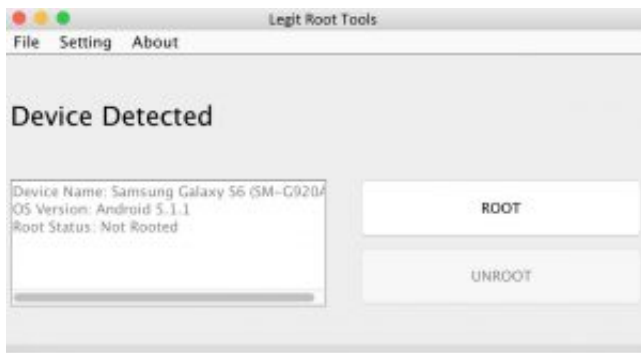 Legit Root Tools
File Setting About
Device Detected
Device Name: Samsung Galaxy S6 (SM-G920A
OS Version: Android 5.1.1
Root Status: Not Rooted
ROOT
UNROOT